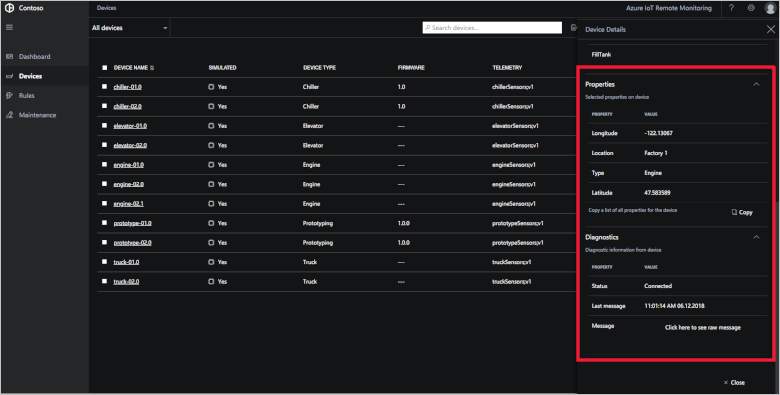 Contoso
Devices
Azure IoT Remote Monitoring
?
All devices
Search devices...
Device Details
FillTank
Dashboard
Devices
Rules
Maintenance
DEVICE NAME SIMULATED DEVICE TYPE FIRMWARE TELEMETRY
chiller-01.0 Yes Chiller 1.0 chillerSensors;v1
chiller-02.0 Yes Chiller 1.0 chillerSensors;v1
elevator-01.0 Yes Elevator --- elevatorSensors;v1
elevator-02.0 Yes Elevator --- elevatorSensors;v1
engine-01.0 Yes Engine --- engineSensors;v1
engine-02.0 Yes Engine --- engineSensors;v1
engine-02.1 Yes Engine --- engineSensors;v1
prototype-01.0 Yes Prototyping 1.0.0 prototypeSensors;v1
prototype-02.0 Yes Prototyping 1.0.0 prototypeSensors;v1
truck-01.0 Yes Truck --- truckSensors;v1
truck-02.0 Yes Truck --- truckSensors;v1
Properties
Selected properties on device
PROPERTY VALUE
Longitude -122.13067
Location Factory 1
Type Engine
Latitude 47.583589
Copy a list of all properties for the device
Copy
Diagnostics
Diagnostic Information from device
PROPERTY VALUE
Status Connected
Last message 11:01:14 AM 06.12.2018
Message Click here to see raw message
× Close